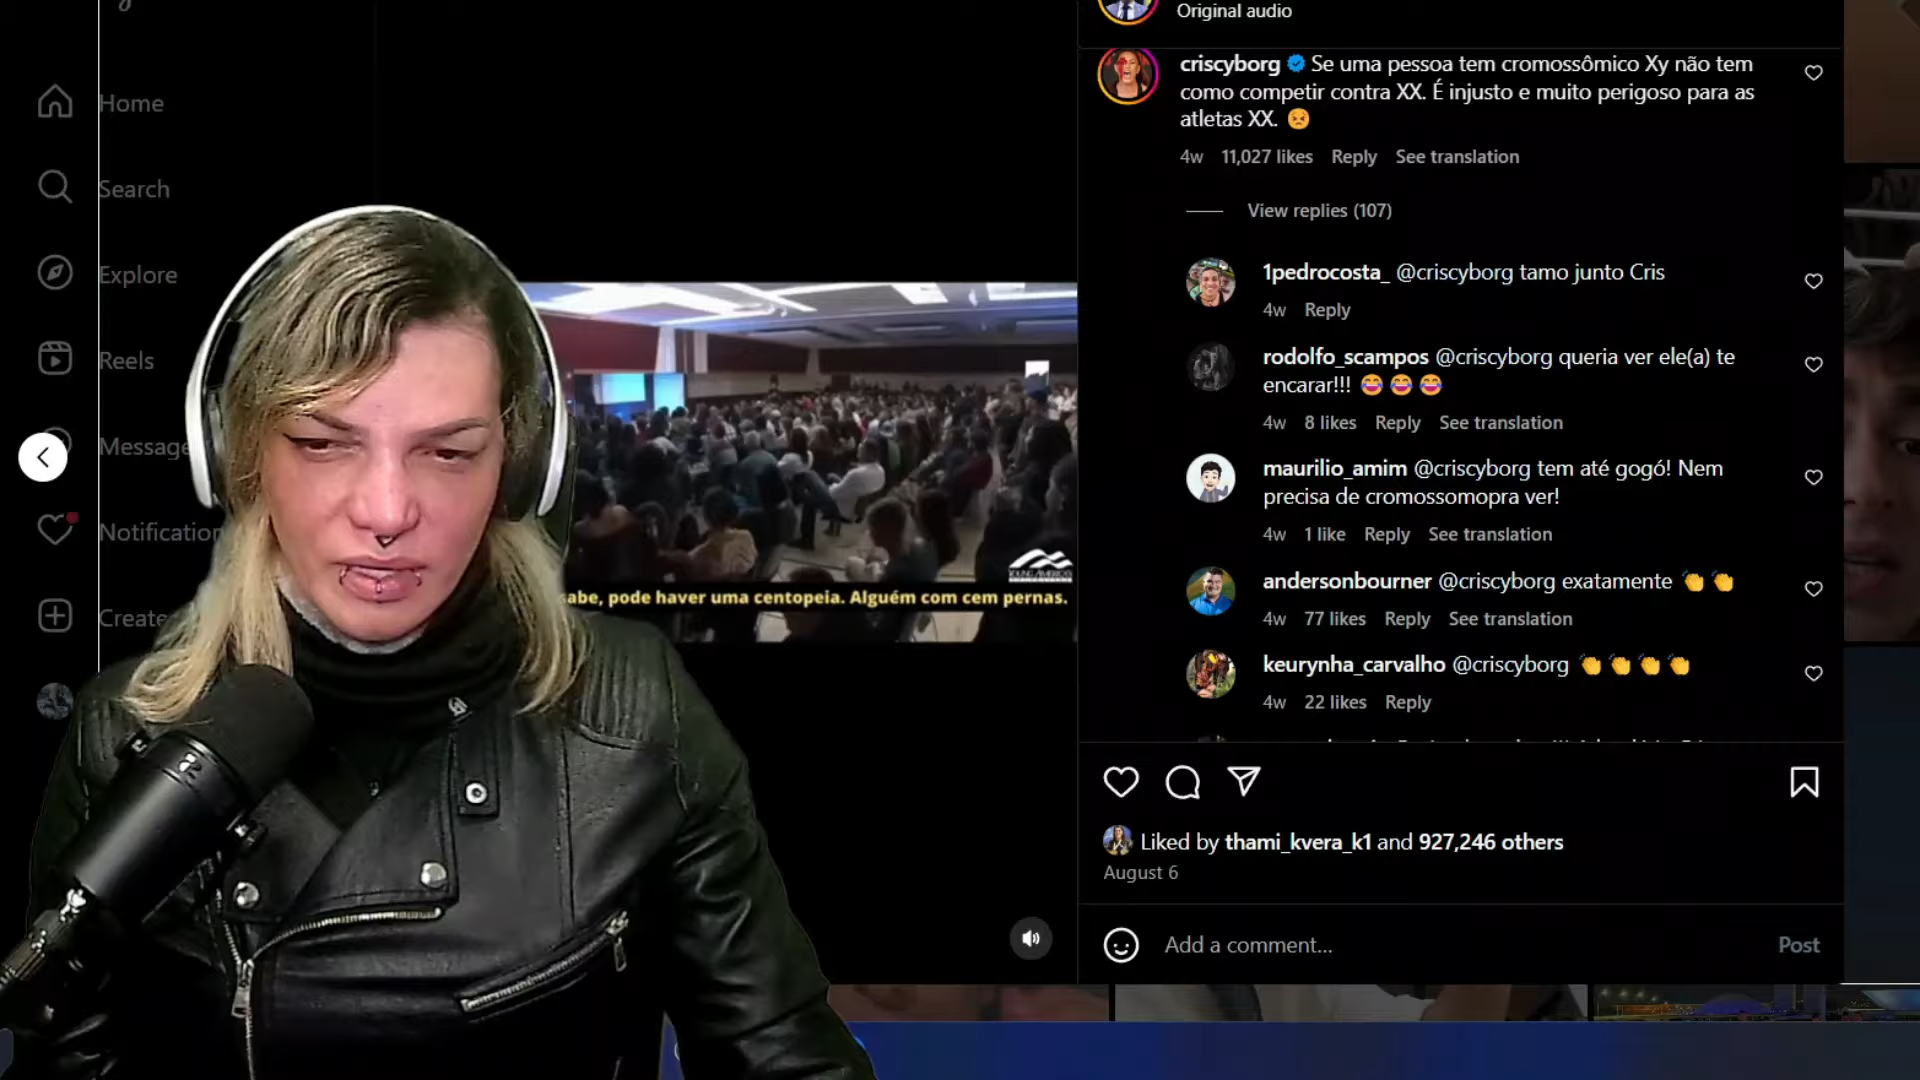 Home
Search
Explore
Reels
Message
Notification
Create
YOUNG AMERICA'S
abe, pode haver uma centopeia. Alguém com cem pernas.
Original audio
criscyborg Se uma pessoa tem cromossômico Xy não tem
como competir contra XX. É injusto e muito perigoso para as
atletas XX. 😣
4w 11,027 likes Reply See translation
View replies (107)
1pedrocosta_ @criscyborg tamo junto Cris
4w Reply
rodolfo_scampos @criscyborg queria ver ele(a) te
encarar!!! 😂 😂 😂
4w 8 likes Reply See translation
maurilio_amim @criscyborg tem até gogó! Nem
precisa de cromossomopra ver!
4w 1 like Reply See translation
andersonbourner @criscyborg exatamente 👏 👏
4w 77 likes Reply See translation
keurynha_carvalho @criscyborg 👏 👏 👏 👏
4w 22 likes Reply
Liked by thami_kvera_k1 and 927,246 others
August 6
Add a comment...
Post